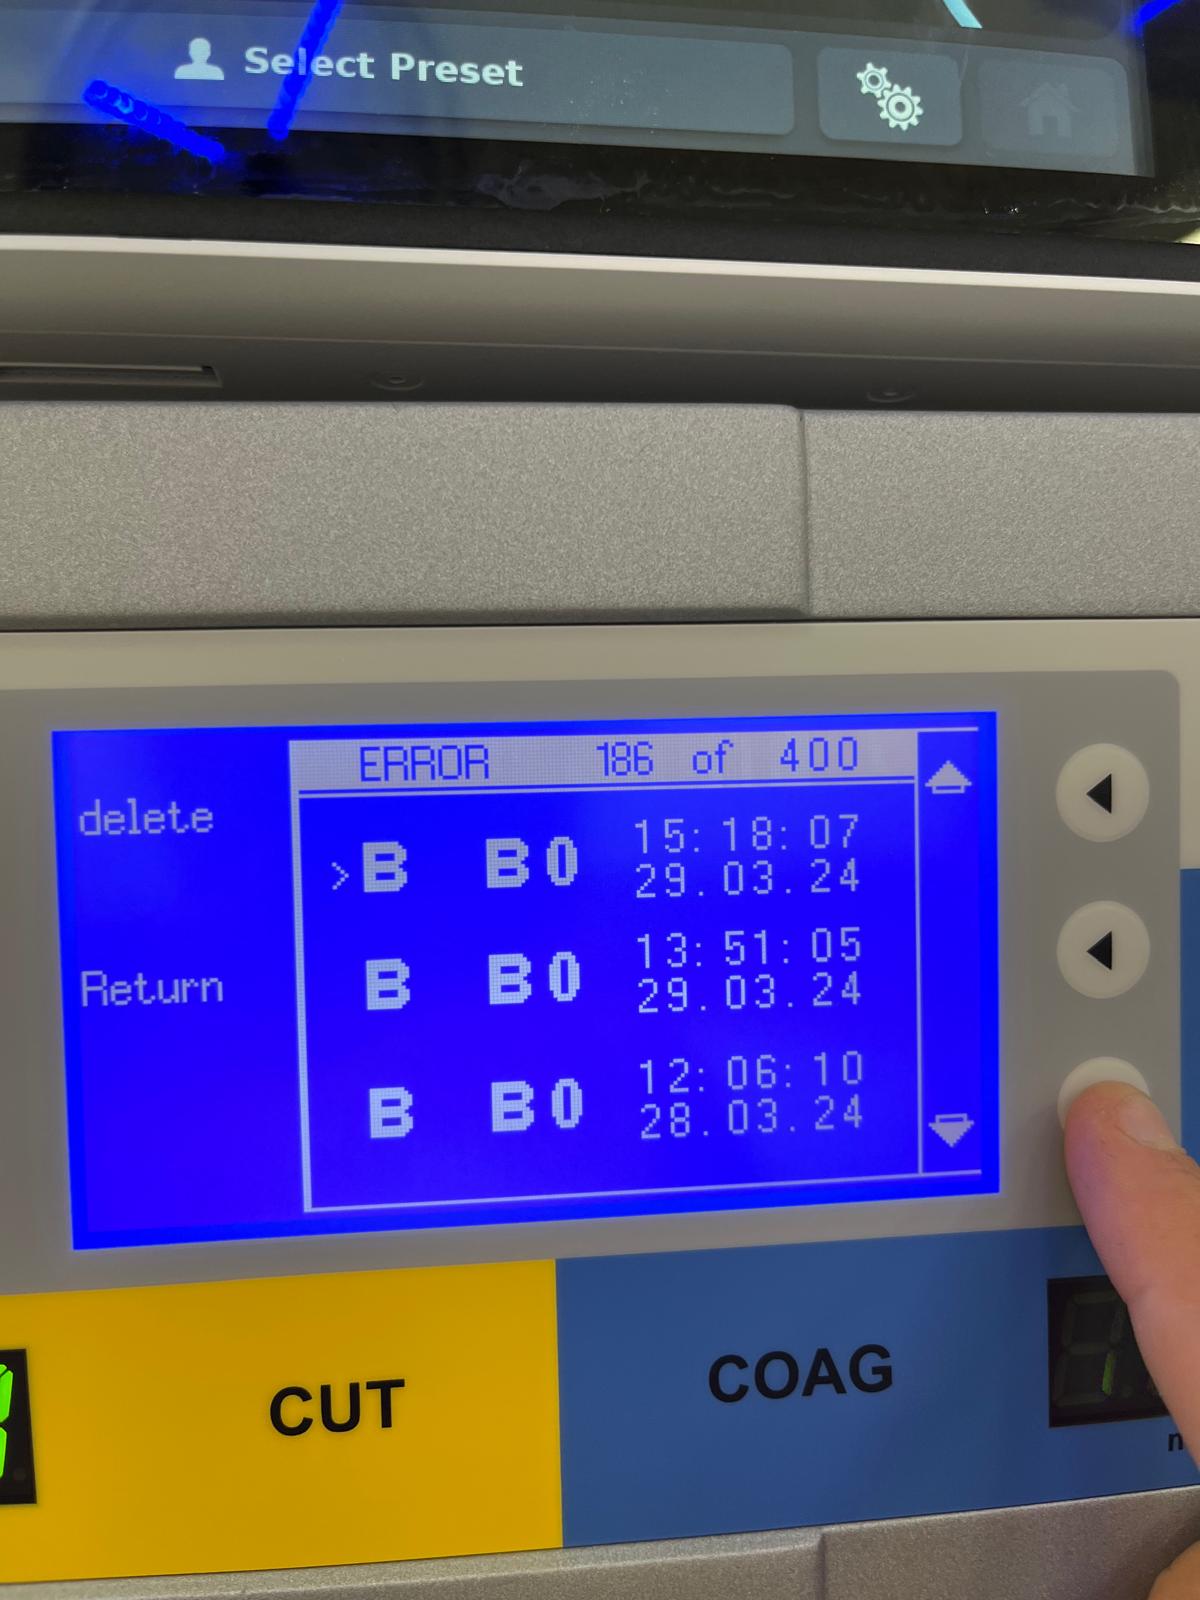 Select Preset
ERROR 186 of 400
delete
>B B0 15:18:07
29.03.24
Return
B B0 13:51:05
29.03.24
B B0 12:06:10
28.03.24
CUT
COAG